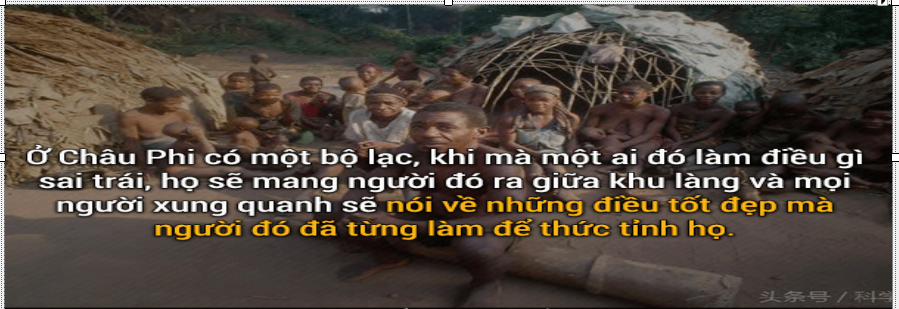 Ở Châu Phi có một bộ lạc, khi mà một ai đó làm điều gì
sai trái, họ sẽ mang người đó ra giữa khu làng và mọi
người xung quanh sẽ nói về những điều tốt đẹp mà
người đó đã từng làm để thức tỉnh họ.
头条号 / 科学